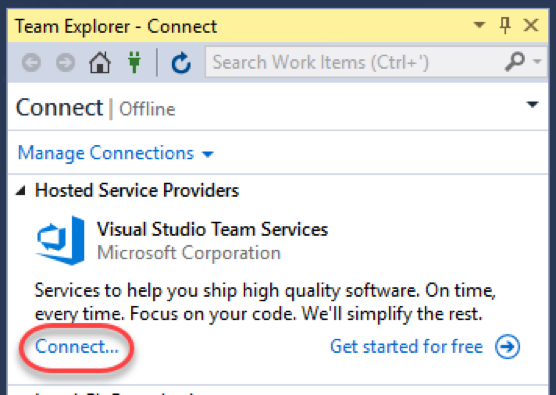 Team Explorer - Connect
Search Work Items (Ctrl+')
Connect | Offline
Manage Connections
Hosted Service Providers
Visual Studio Team Services
Microsoft Corporation
Services to help you ship high quality software. On time,
every time. Focus on your code. We'll simplify the rest.
Connect... Get started for free